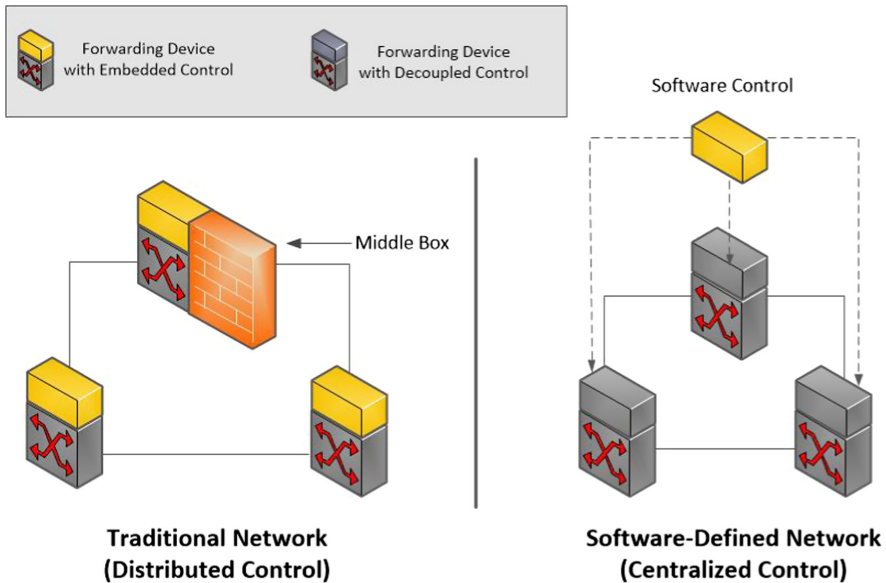 Forwarding Device
with Embedded Control
Forwarding Device
with Decoupled Control
Software Control
Middle Box
Traditional Network
(Distributed Control)
Software-Defined Network
(Centralized Control)